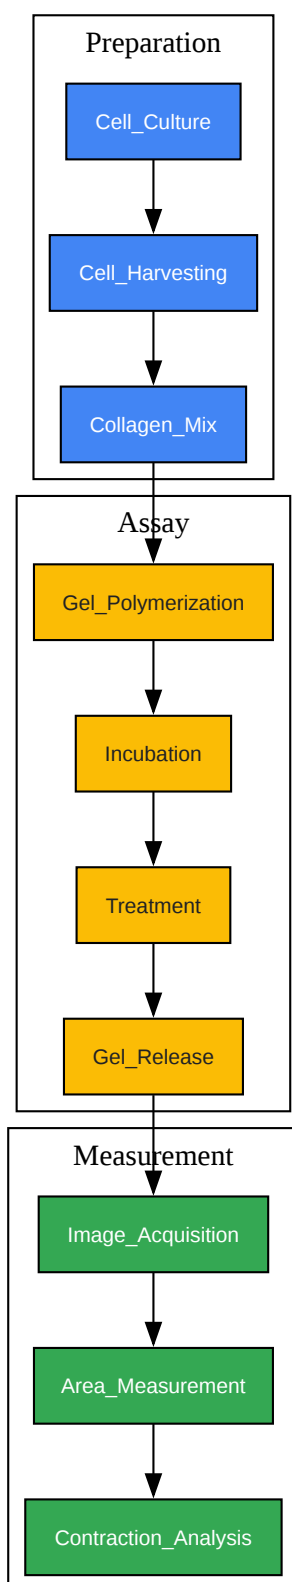 Preparation
Cell_Culture
Cell_Harvesting
Collagen_Mix
Assay
Gel_Polymerization
Incubation
Treatment
Gel_Release
Measurement
Image_Acquisition
Area_Measurement
Contraction_Analysis